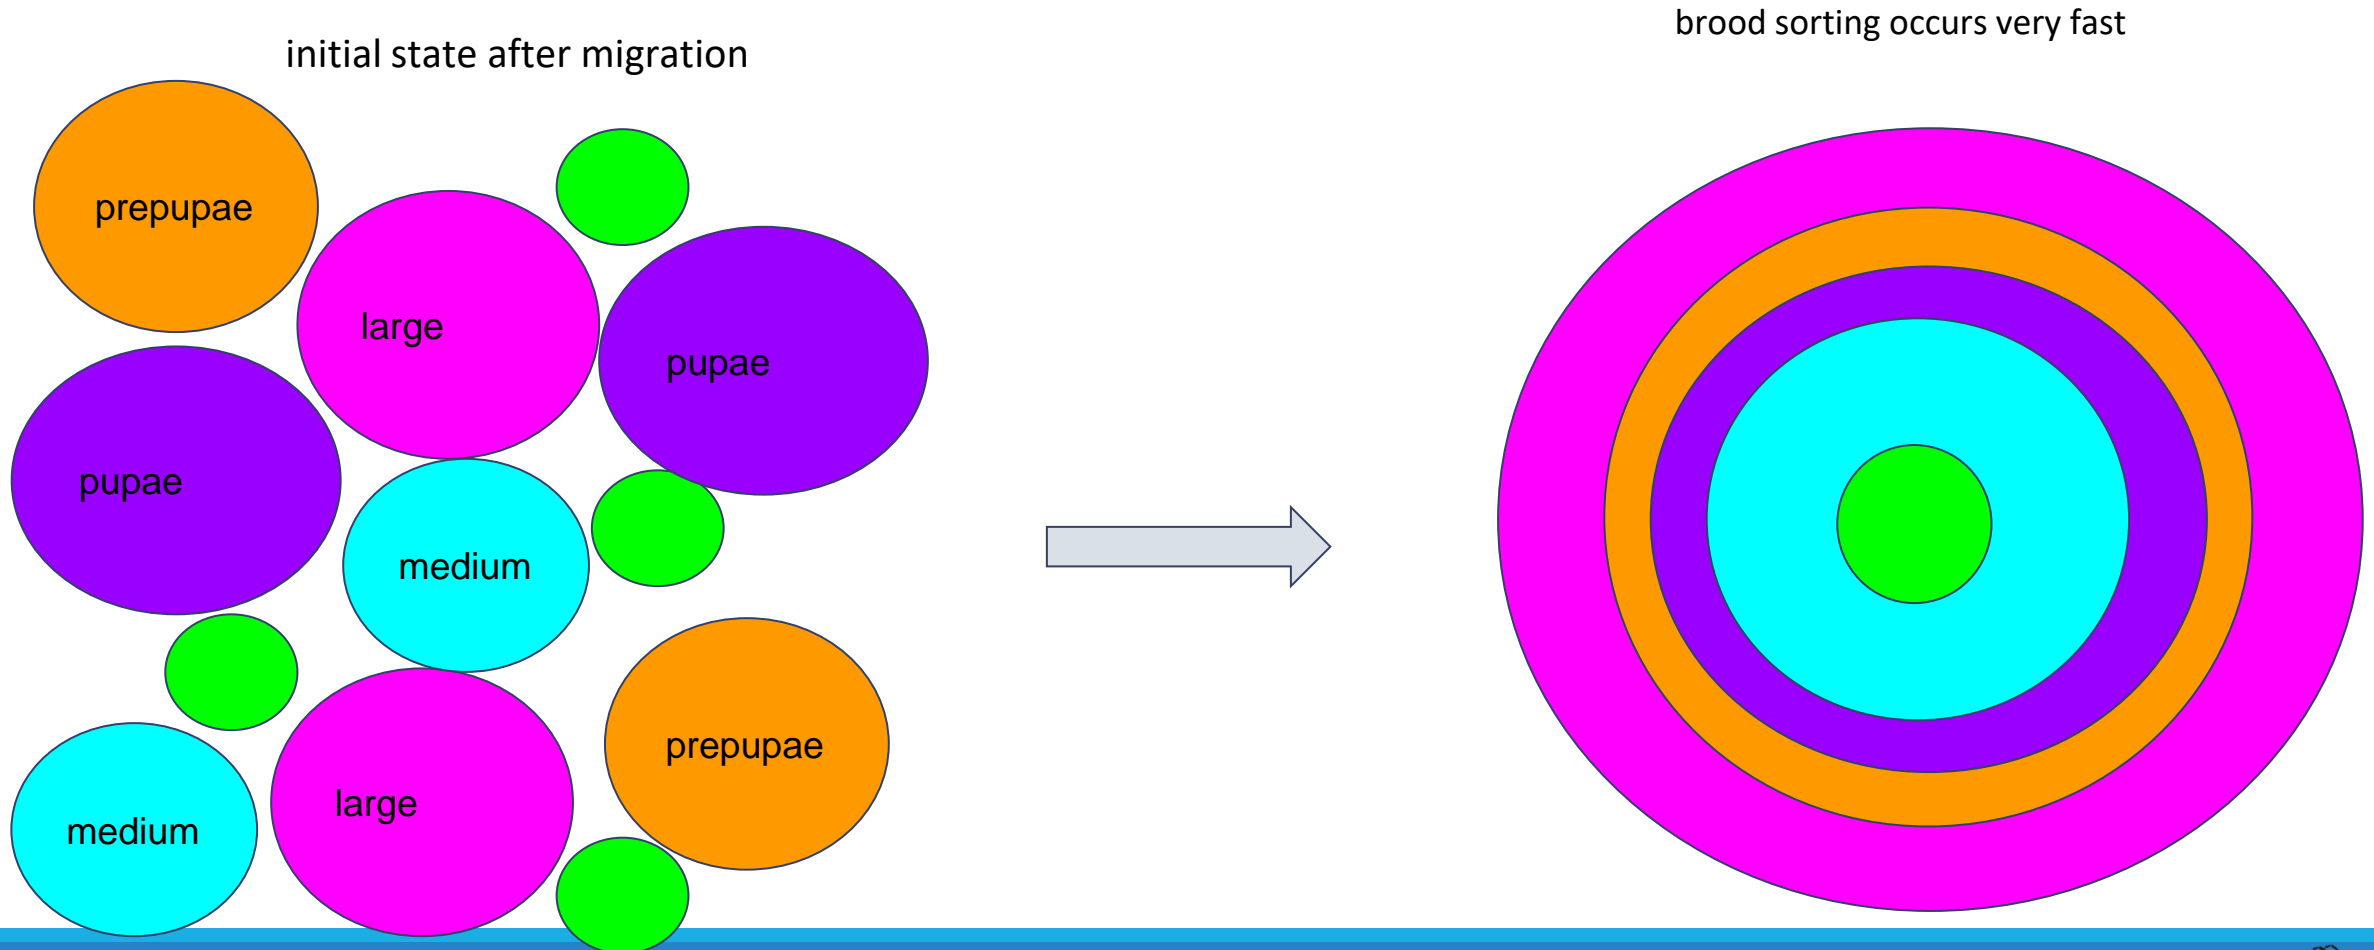 initial state after migration
brood sorting occurs very fast
prepupae
large
pupae
pupae
medium
prepupae
large
medium